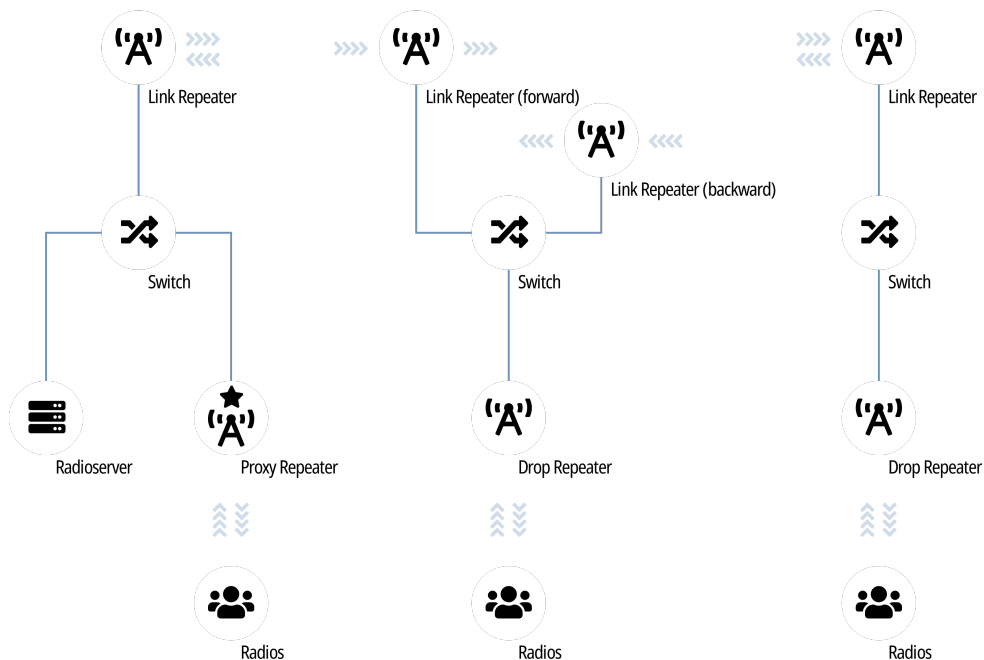 Link Repeater
Link Repeater (forward)
Link Repeater
Link Repeater (backward)
Switch
Switch
Switch
Radioserver
Proxy Repeater
Drop Repeater
Drop Repeater
Radios
Radios
Radios